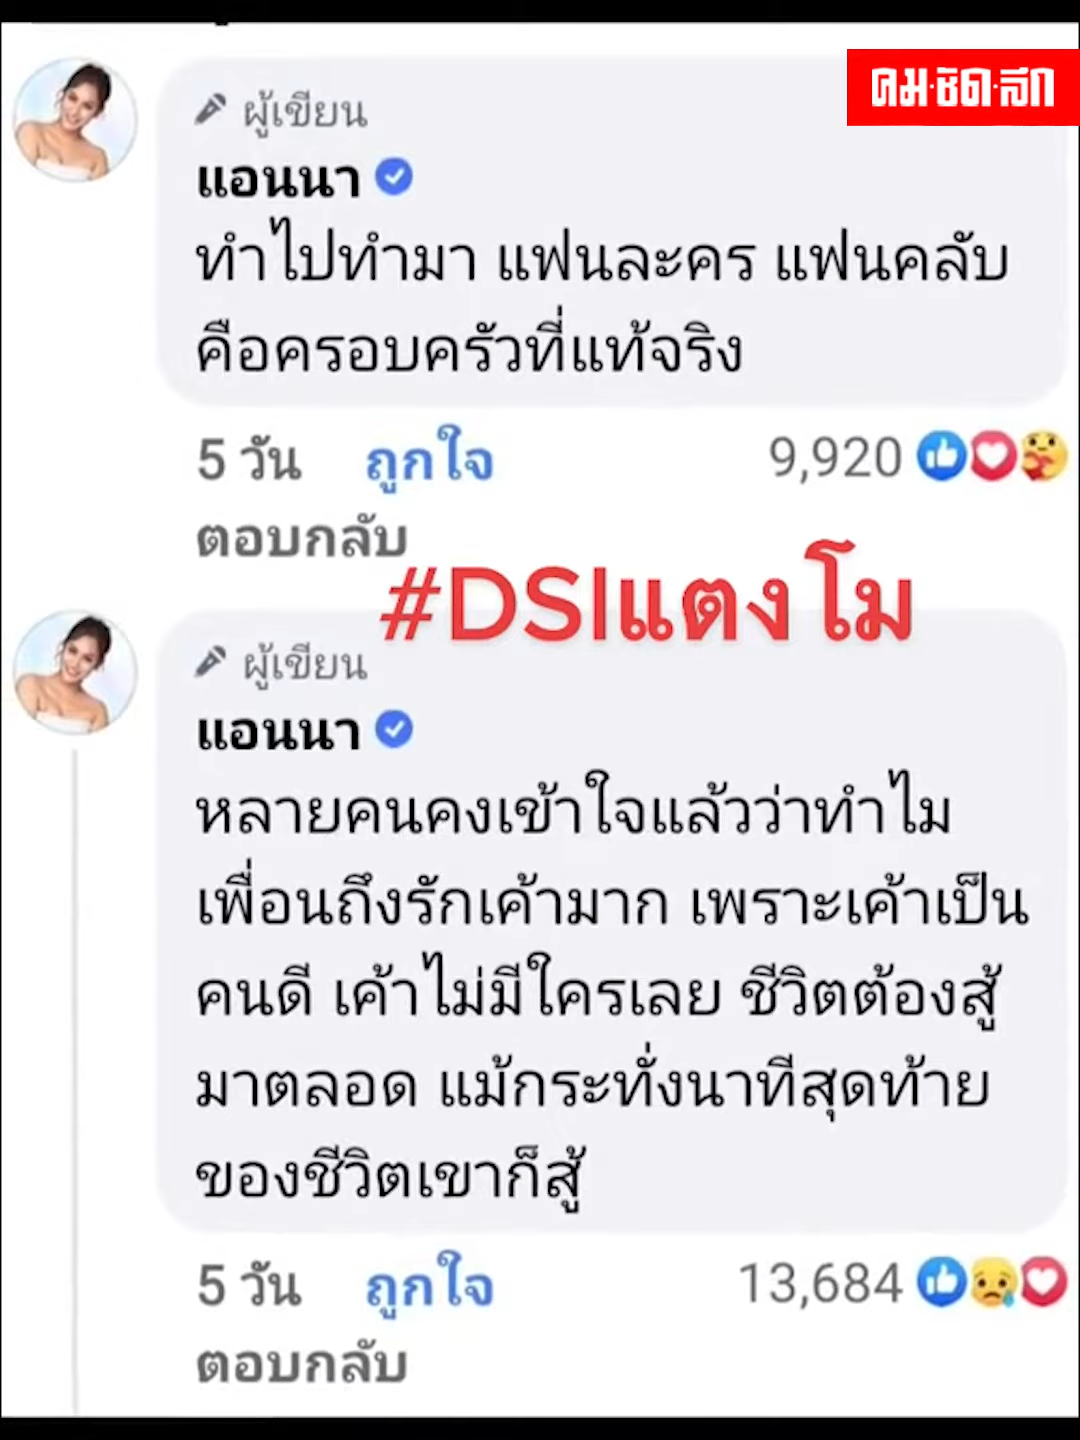 คม·ชัด·ลึก
ผู้เขียน
แอนนา
ทำไปทำมา แฟนละคร แฟนคลับ
คือครอบครัวที่แท้จริง
5 วัน ถูกใจ 9,920
ตอบกลับ
#DSIแตงโม
ผู้เขียน
แอนนา
หลายคนคงเข้าใจแล้วว่าทำไม
เพื่อนถึงรักเค้ามาก เพราะเค้าเป็น
คนดี เค้าไม่มีใครเลย ชีวิตต้องสู้
มาตลอด แม้กระทั่งนาทีสุดท้าย
ของชีวิตเขาก็สู้
5 วัน ถูกใจ 13,684
ตอบกลับ